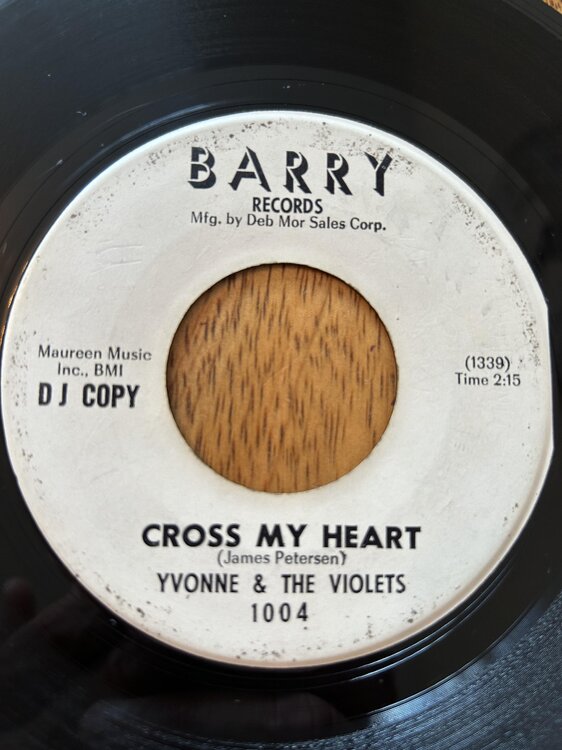 BARRY
RECORDS
Mfg. by Deb Mor Sales Corp.
Maureen Music
Inc., BMI
DJ COPY
(1339)
Time 2:15
CROSS MY HEART
(James Petersen)
YVONNE & THE VIOLETS
1004